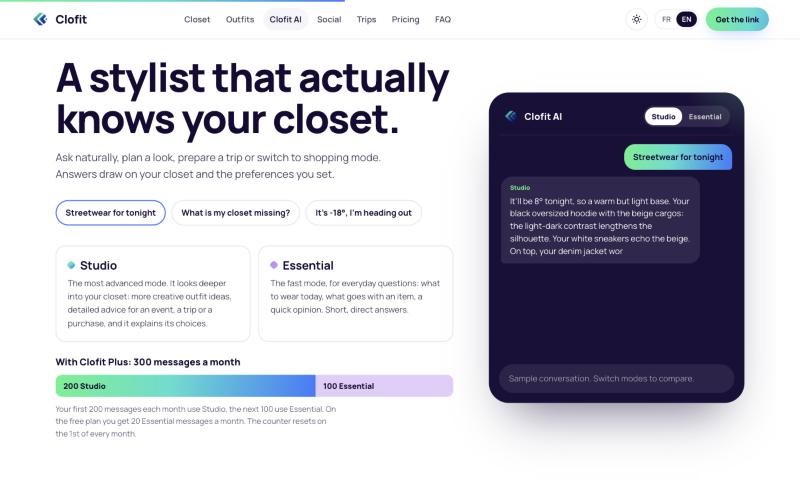 Clofit
Closet Outfits Clofit AI Social Trips Pricing FAQ
FR EN
Get the link
A stylist that actually
knows your closet.
Ask naturally, plan a look, prepare a trip or switch to shopping mode.
Answers draw on your closet and the preferences you set.
Streetwear for tonight
What is my closet missing?
It's -18°, I'm heading out
Studio
The most advanced mode. It looks deeper
into your closet: more creative outfit ideas,
detailed advice for an event, a trip or a
purchase, and it explains its choices.
Essential
The fast mode, for everyday questions: what
to wear today, what goes with an item, a
quick opinion. Short, direct answers.
With Clofit Plus: 300 messages a month
200 Studio
100 Essential
Your first 200 messages each month use Studio, the next 100 use Essential. On
the free plan you get 20 Essential messages a month. The counter resets on
the 1st of every month.
Clofit AI
Studio Essential
Streetwear for tonight
Studio
It'll be 8° tonight, so a warm but light base. Your
black oversized hoodie with the beige cargos:
the light-dark contrast lengthens the
silhouette. Your white sneakers echo the beige.
On top, your denim jacket wor
Sample conversation. Switch modes to compare.